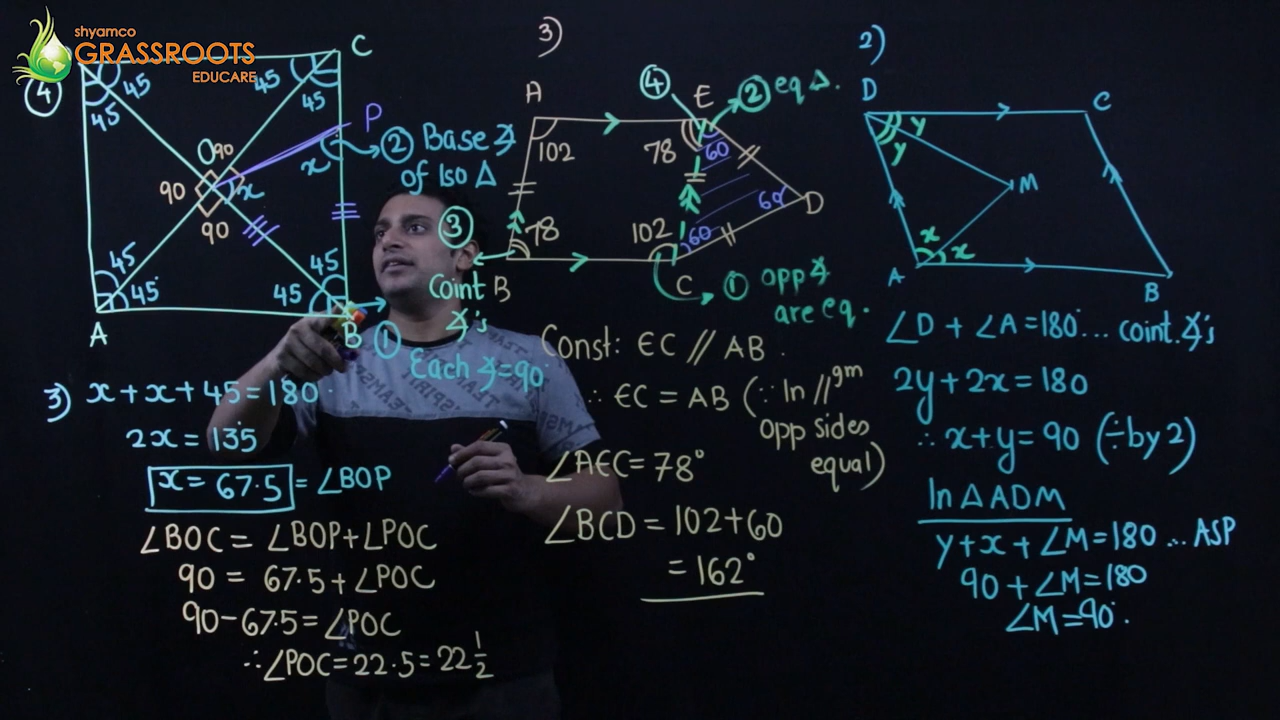 shyamco
GRASSROOTS
EDUCARE
4
45
45
45
45
C
P
O
90
90
90
x
x
2 Base ∡
of Iso Δ
45
45
45
45
A
B
1
Each ∡=90°
3) x+x+45=180°
2x=135
x=67.5 = ∠BOP
∠BOC = ∠BOP+∠POC
90 = 67.5+∠POC
90-67.5=∠POC
∴∠POC=22.5=22 1/2
3)
A
E
4
2 eq Δ.
102
78
60
60
D
78
102
60
3
Coint
∡'s
B
C
1 Opp ∡
are eq.
Const: EC // AB.
∴ EC = AB (∵ In //gm
Opp sides
equal)
∠AEC=78°
∠BCD = 102+60
= 162°
2)
D
C
y
y
M
x
x
A
B
∠D + ∠A=180°... coint.∡'s
2y+2x=180
∴ x+y=90 (÷by 2)
In Δ ADM
y+x+∠M=180 ... ASP
90+∠M=180
∠M=90°.